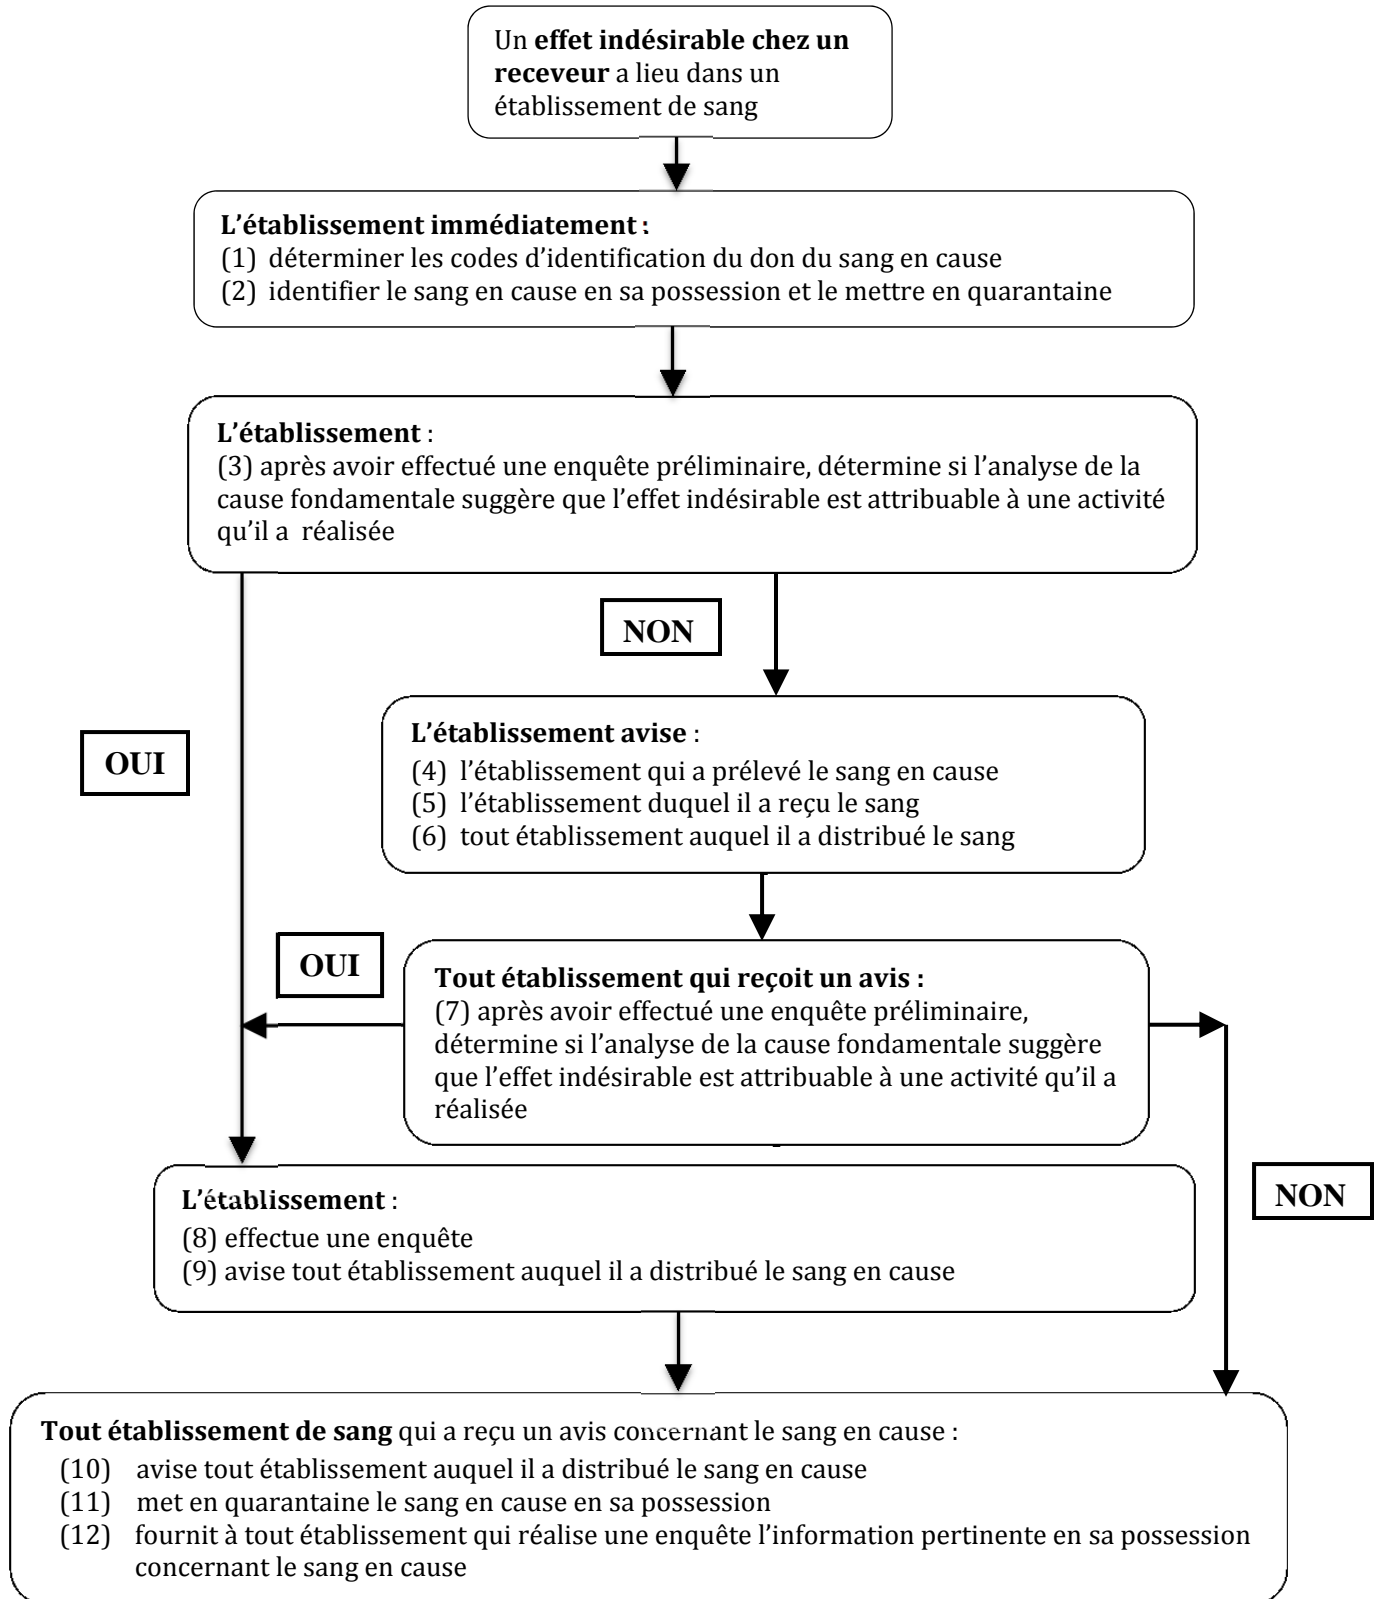 Un effet indésirable chez un
receveur a lieu dans un
établissement de sang
L’établissement immédiatement :
(1) déterminer les codes d’identification du don du sang en cause
(2) identifier le sang en cause en sa possession et le mettre en quarantaine
L’établissement :
(3) après avoir effectué une enquête préliminaire, détermine si l’analyse de la
cause fondamentale suggère que l’effet indésirable est attribuable à une activité
qu’il a réalisée
NON
OUI
L’établissement avise :
(4) l’établissement qui a prélevé le sang en cause
(5) l’établissement duquel il a reçu le sang
(6) tout établissement auquel il a distribué le sang
OUI
Tout établissement qui reçoit un avis :
(7) après avoir effectué une enquête préliminaire,
détermine si l’analyse de la cause fondamentale suggère
que l’effet indésirable est attribuable à une activité qu’il a
réalisée
NON
L’établissement :
(8) effectue une enquête
(9) avise tout établissement auquel il a distribué le sang en cause
Tout établissement de sang qui a reçu un avis concernant le sang en cause :
(10) avise tout établissement auquel il a distribué le sang en cause
(11) met en quarantaine le sang en cause en sa possession
(12) fournit à tout établissement qui réalise une enquête l’information pertinente en sa possession
concernant le sang en cause